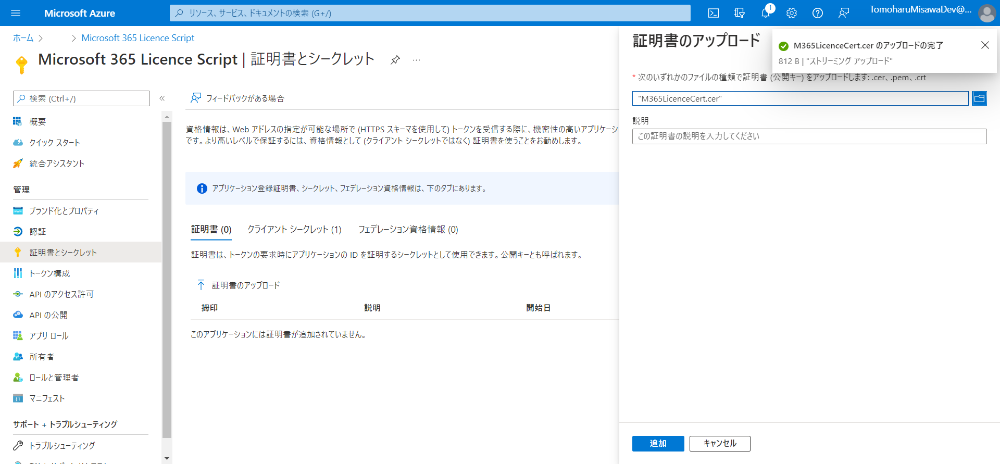 Microsoft Azure
リソース、サービス、ドキュメントの検索 (G+/)
1
TomoharuMisawaDev@...
ホーム
Microsoft 365 Licence Script
Microsoft 365 Licence Script | 証明書とシークレット
...
検索 (Ctrl+/)
«
概要
クイック スタート
統合アシスタント
管理
ブランド化とプロパティ
認証
証明書とシークレット
トークン構成
API のアクセス許可
API の公開
アプリ ロール
所有者
ロールと管理者
マニフェスト
サポート + トラブルシューティング
トラブルシューティング
フィードバックがある場合
資格情報は、Web アドレスの指定が可能な場所で (HTTPS スキーマを使用して) トークンを受信する際に、機密性の高いアプリケーシ
です。より高いレベルで保証するには、資格情報として (クライアント シークレットではなく) 証明書を使うことをお勧めします。
アプリケーション登録証明書、シークレット、フェデレーション資格情報は、下のタブにあります。
証明書 (0)
クライアント シークレット (1)
フェデレーション資格情報 (0)
証明書は、トークンの要求時にアプリケーションの ID を証明するシークレットとして使用できます。公開キーとも呼ばれます。
証明書のアップロード
拇印
説明
開始日
このアプリケーションには証明書が追加されていません。
証明書のアップロード
M365LicenceCert.cer のアップロードの完了
812 B | "ストリーミング アップロード"
* 次のいずれかのファイルの種類で証明書 (公開キー) をアップロードします: .cer、.pem、.crt
"M365LicenceCert.cer"
説明
この証明書の説明を入力してください
追加
キャンセル